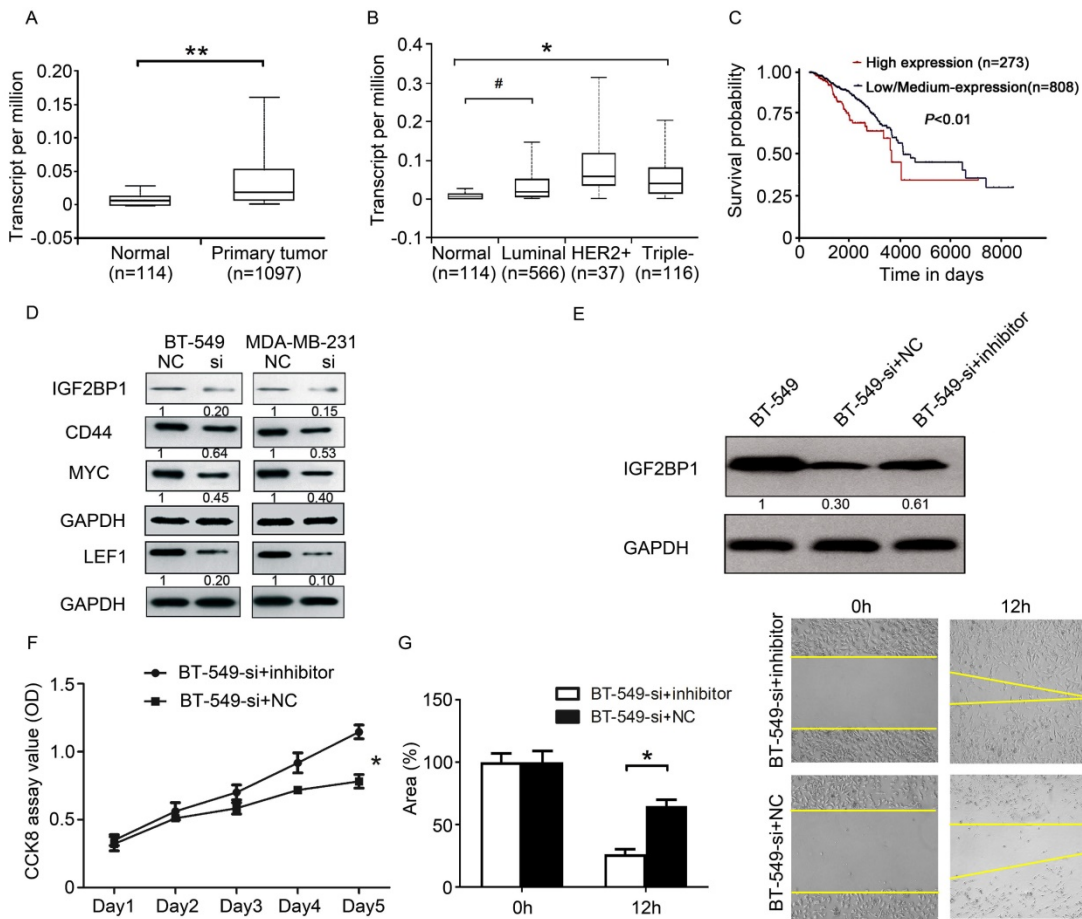 A
**
Transcript per million
0.20
0.15
0.10
0.05
0
-0.05
Normal
(n=114)
Primary tumor
(n=1097)
B
*
#
Transcript per million
0.4
0.3
0.2
0.1
0
-0.1
Normal
(n=114)
Luminal
(n=566)
HER2+
(n=37)
Triple-
(n=116)
C
High expression (n=273)
Low/Medium-expression(n=808)
P<0.01
Survival probability
1.00
0.75
0.50
0.25
0 2000 4000 6000 8000
Time in days
D
BT-549 MDA-MB-231
NC si NC si
IGF2BP1
1 0.20 1 0.15
CD44
1 0.64 1 0.53
MYC
1 0.45 1 0.40
GAPDH
LEF1
1 0.20 1 0.10
GAPDH
E
BT-549
BT-549-si+NC
BT-549-si+inhibitor
IGF2BP1
1 0.30 0.61
GAPDH
F
BT-549-si+inhibitor
BT-549-si+NC
CCK8 assay value (OD)
1.5
1.0
0.5
0
*
Day1 Day2 Day3 Day4 Day5
G
BT-549-si+inhibitor
BT-549-si+NC
Area (%)
150
100
50
0
*
0h 12h
0h 12h
BT-549-si+inhibitor
BT-549-si+NC